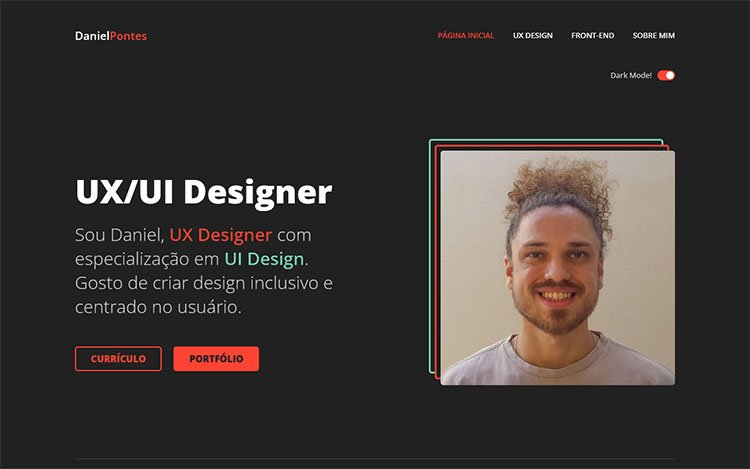 DanielPontes
PÁGINA INICIAL UX DESIGN FRONT-END SOBRE MIM
Dark Mode!
UX/UI Designer
Sou Daniel, UX Designer com
especialização em UI Design.
Gosto de criar design inclusivo e
centrado no usuário.
CURRÍCULO PORTFÓLIO